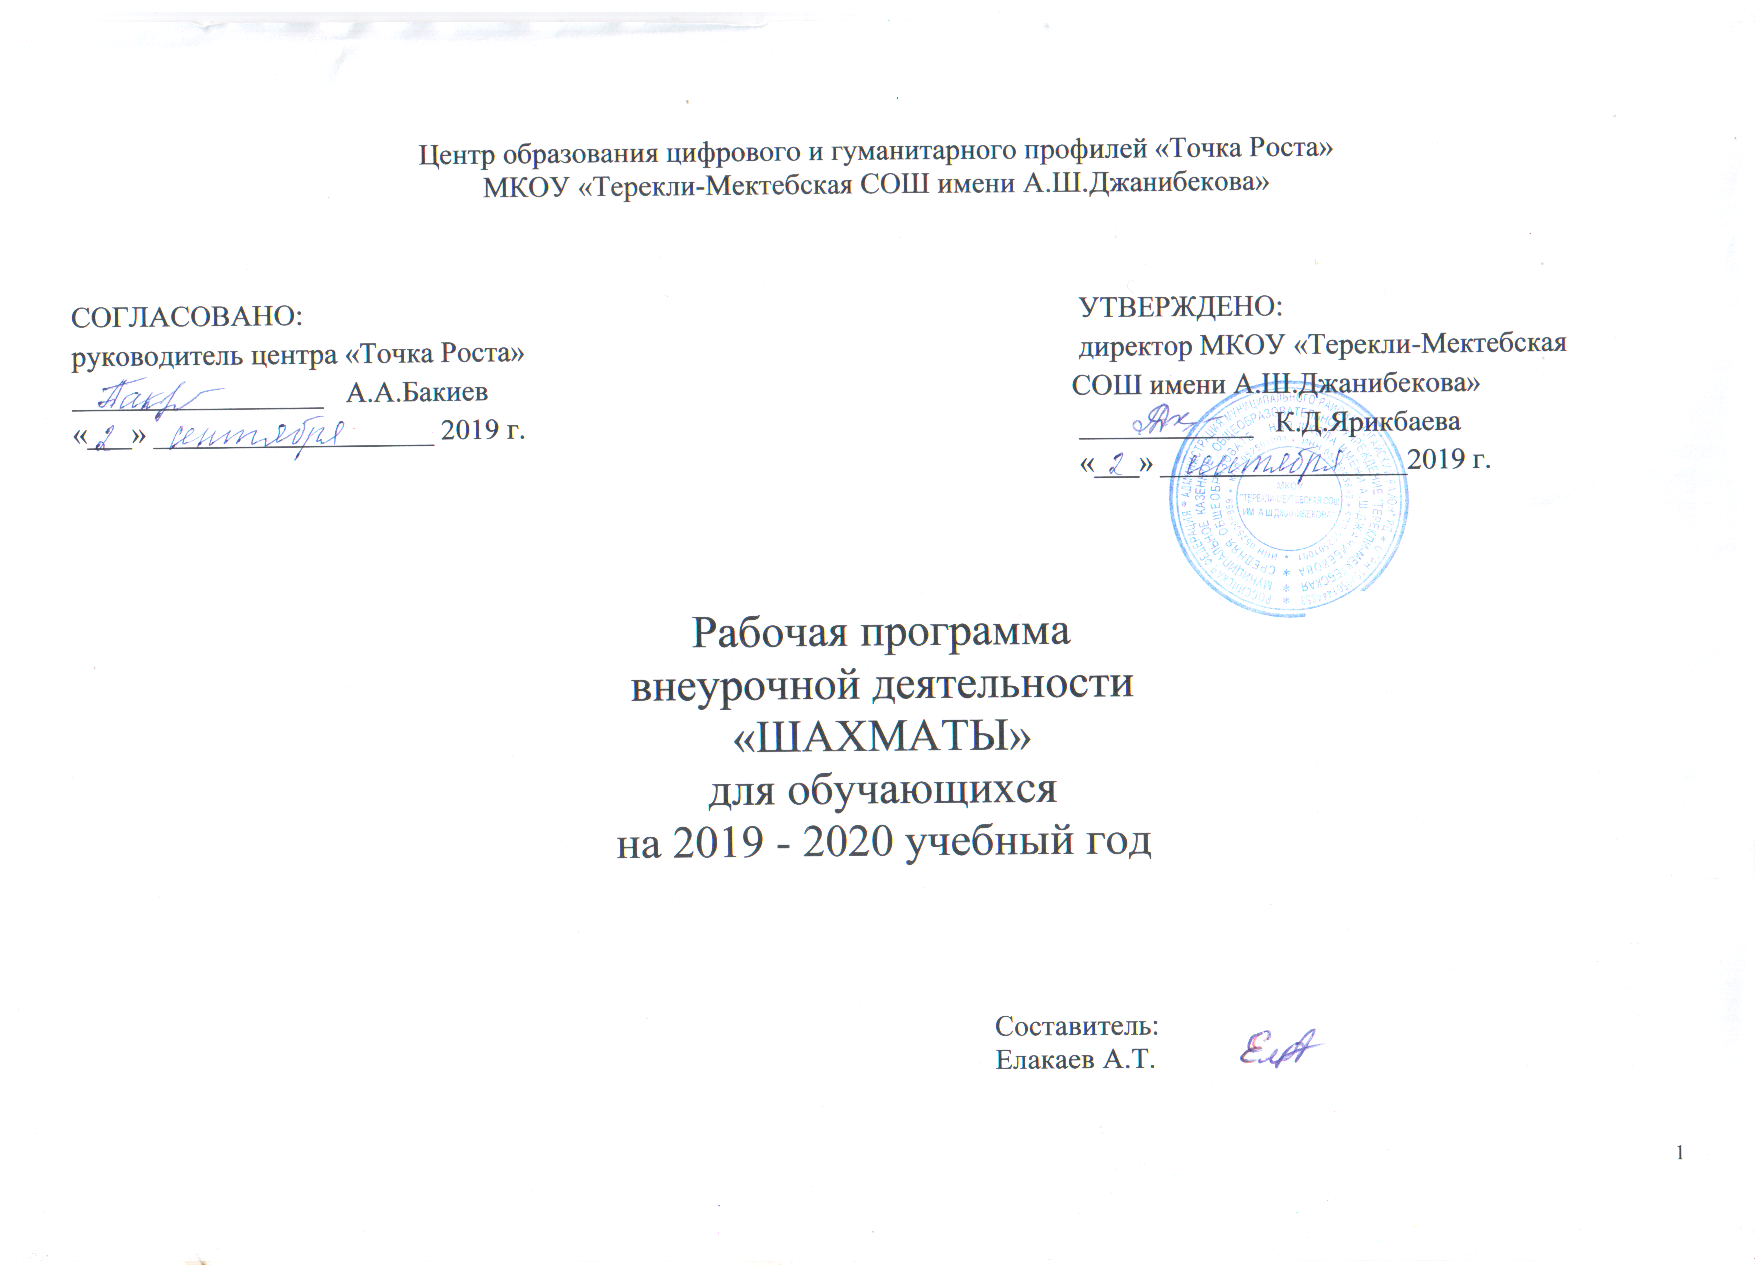 Центр образования цифрового и гуманитарного профилей «Точка Роста»
МКОУ «Терекли-Мектебская СОШ имени А.Ш.Джанибекова»
СОГЛАСОВАНО:
руководитель центра «Точка Роста»
А.А.Бакиев
« 2 » сентября 2019 г.
УТВЕРЖДЕНО:
директор МКОУ «Терекли-Мектебская
СОШ имени А.Ш.Джанибекова»
К.Д.Ярикбаева
« 2 » сентября 2019 г.
Рабочая программа
внеурочной деятельности
«ШАХМАТЫ»
для обучающихся
на 2019 - 2020 учебный год
Составитель:
Елакаев А.Т.
1